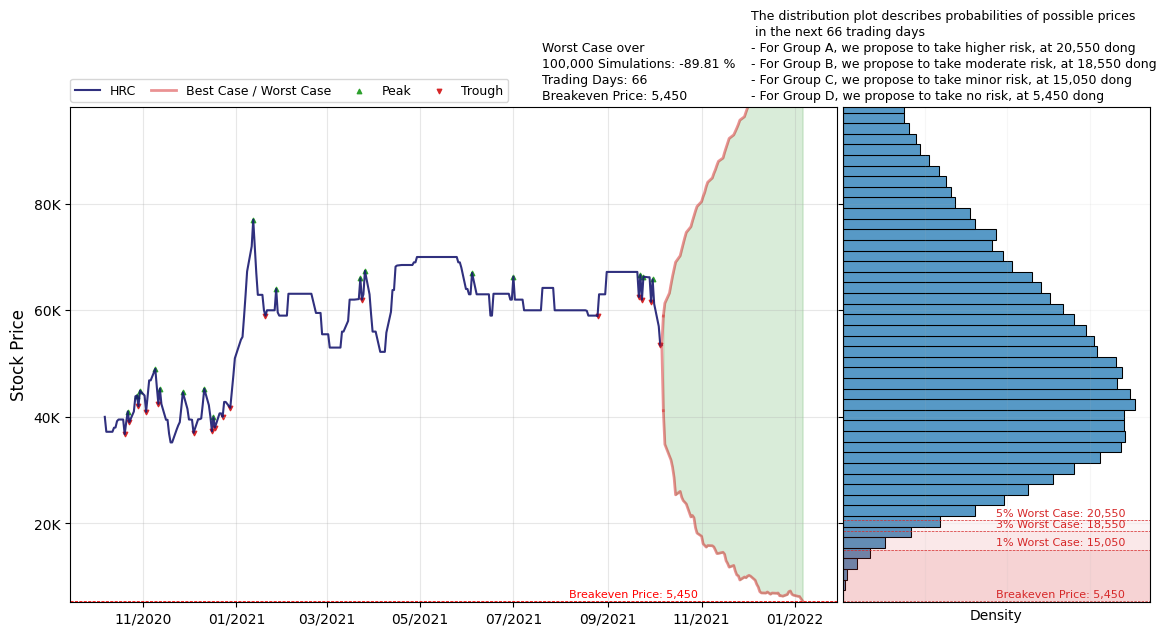 The distribution plot describes probabilities of possible prices
in the next 66 trading days
- For Group A, we propose to take higher risk, at 20,550 dong
- For Group B, we propose to take moderate risk, at 18,550 dong
- For Group C, we propose to take minor risk, at 15,050 dong
- For Group D, we propose to take no risk, at 5,450 dong
Worst Case over
100,000 Simulations: -89.81 %
Trading Days: 66
Breakeven Price: 5,450
HRC
Best Case / Worst Case
Peak
Trough
Stock Price
80K
60K
40K
20K
Breakeven Price: 5,450
11/2020
01/2021
03/2021
05/2021
07/2021
09/2021
11/2021
01/2022
5% Worst Case: 20,550
3% Worst Case: 18,550
1% Worst Case: 15,050
Breakeven Price: 5,450
Density